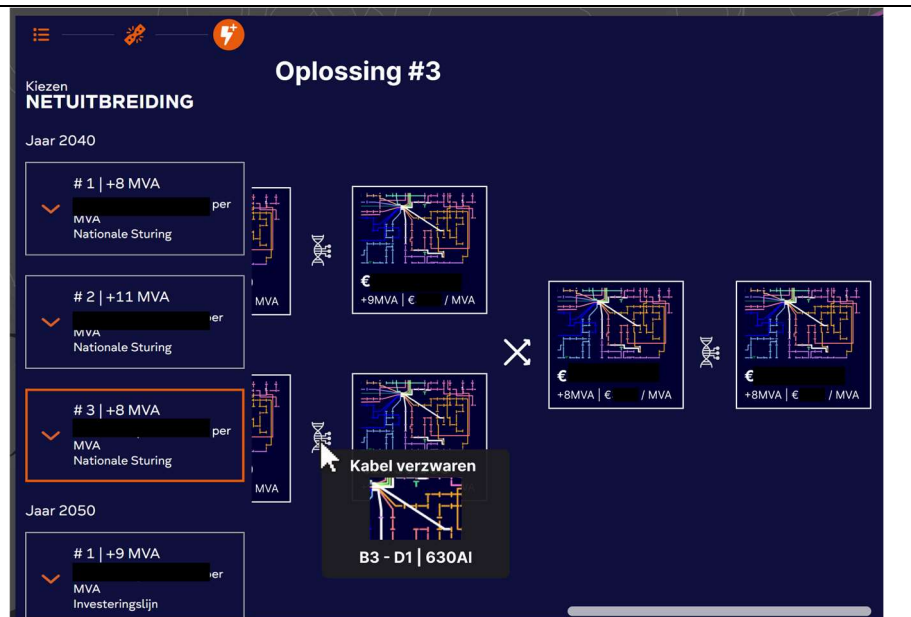 Oplossing #3
Kiezen
NETUITBREIDING
Jaar 2040
# 1 | +8 MVA
per
MVA
Nationale Sturing
# 2 | +11 MVA
per
MVA
Nationale Sturing
# 3 | +8 MVA
per
MVA
Nationale Sturing
Jaar 2050
# 1 | +9 MVA
per
MVA
Investeringslijn
MVA
€
+9MVA | € / MVA
MVA
Kabel verzwaren
B3 - D1 | 630Al
€
+8MVA | € / MVA
€
+8MVA | € / MVA